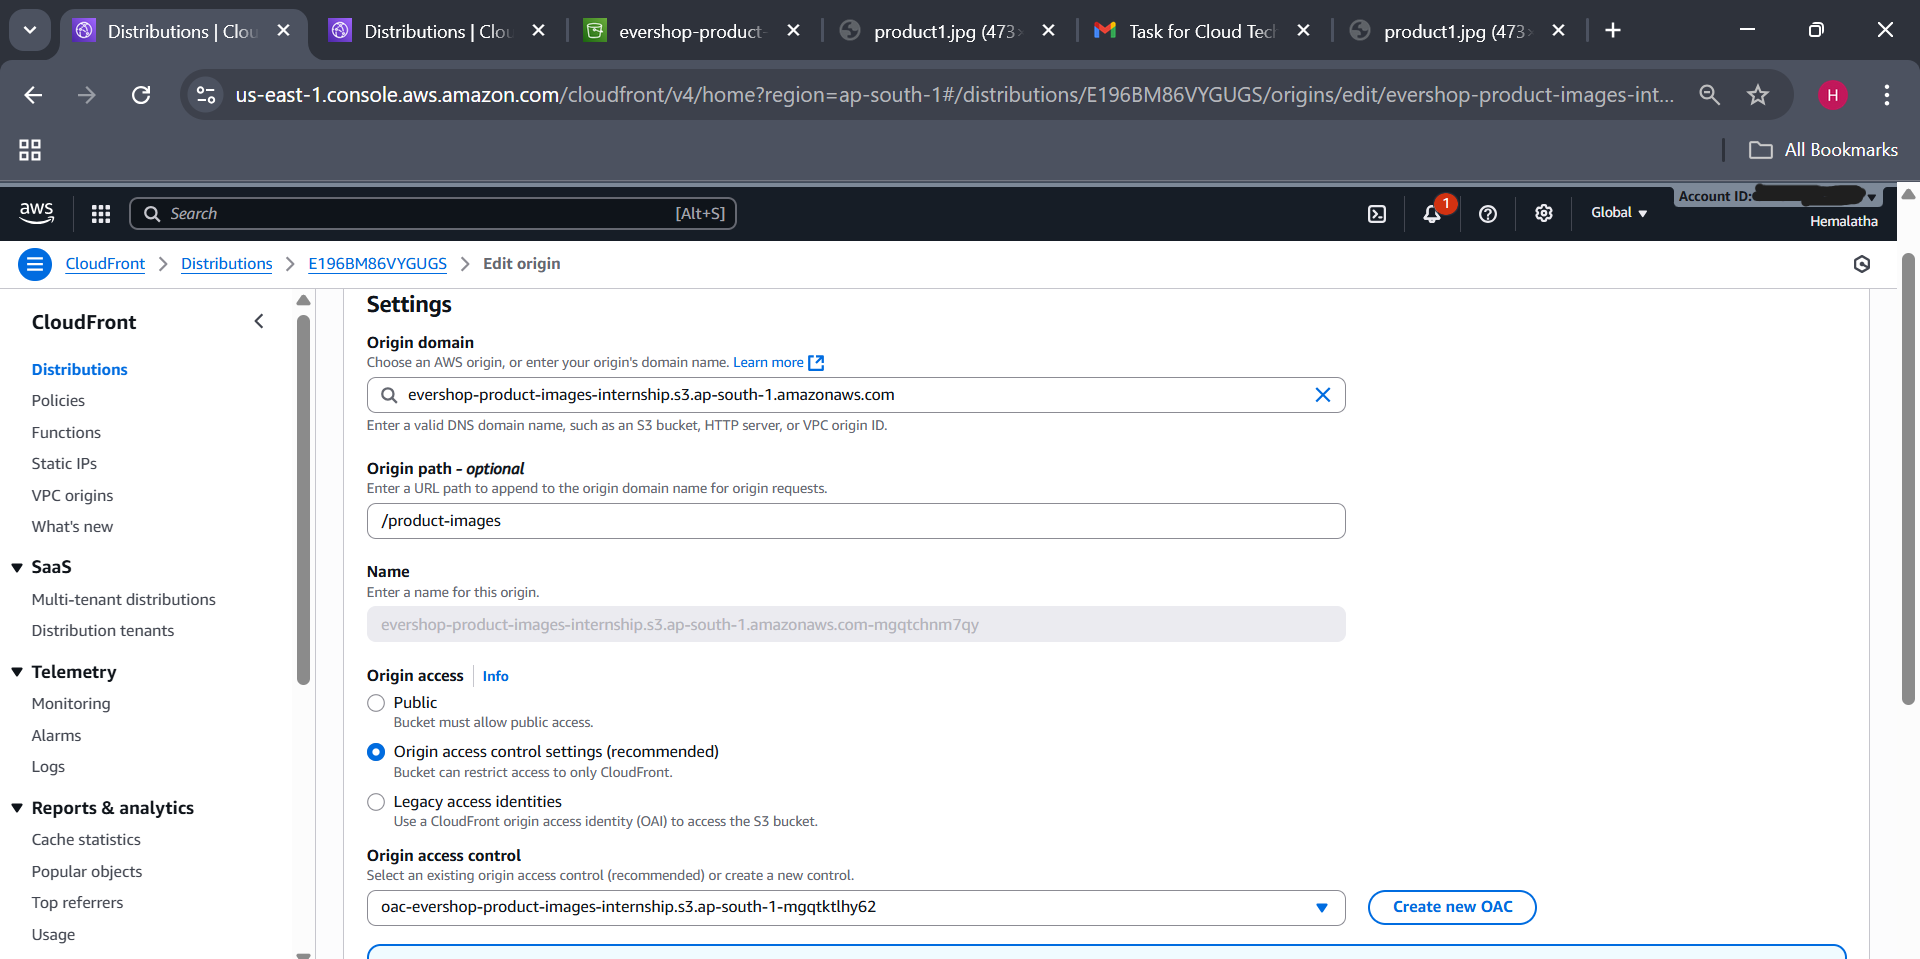 Distributions | Clou
Distributions | Clou
evershop-product-
product1.jpg (473×
Task for Cloud Tech
product1.jpg (473×
us-east-1.console.aws.amazon.com/cloudfront/v4/home?region=ap-south-1#/distributions/E196BM86VYGUGS/origins/edit/evershop-product-images-int...
H
All Bookmarks
aws
Search
[Alt+S]
1
Global
Account ID:
Hemalatha
CloudFront
Distributions
E196BM86VYGUGS
Edit origin
CloudFront
Distributions
Policies
Functions
Static IPs
VPC origins
What's new
SaaS
Multi-tenant distributions
Distribution tenants
Telemetry
Monitoring
Alarms
Logs
Reports & analytics
Cache statistics
Popular objects
Top referrers
Usage
Settings
Origin domain
Choose an AWS origin, or enter your origin's domain name. Learn more
evershop-product-images-internship.s3.ap-south-1.amazonaws.com
Enter a valid DNS domain name, such as an S3 bucket, HTTP server, or VPC origin ID.
Origin path - optional
Enter a URL path to append to the origin domain name for origin requests.
/product-images
Name
Enter a name for this origin.
evershop-product-images-internship.s3.ap-south-1.amazonaws.com-mgqtchnm7qy
Origin access
Info
Public
Bucket must allow public access.
Origin access control settings (recommended)
Bucket can restrict access to only CloudFront.
Legacy access identities
Use a CloudFront origin access identity (OAI) to access the S3 bucket.
Origin access control
Select an existing origin access control (recommended) or create a new control.
oac-evershop-product-images-internship.s3.ap-south-1-mgqtktlhy62
Create new OAC